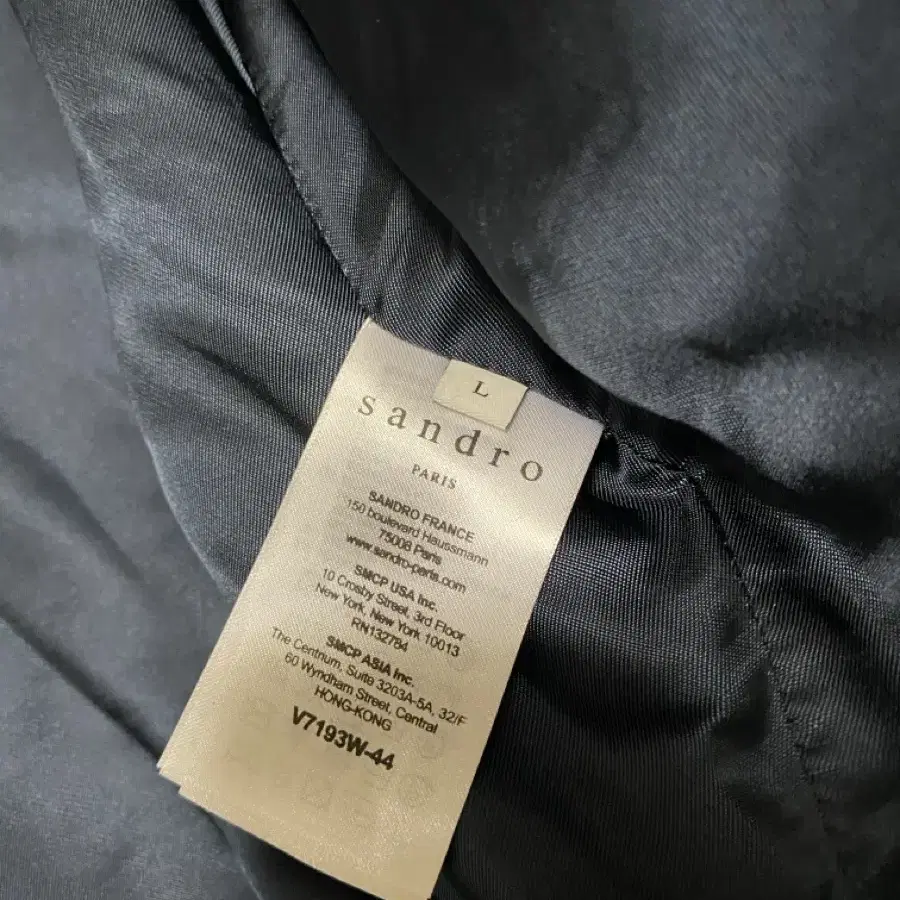 L
sandro
PARIS
SANDRO FRANCE
150 boulevard Haussmann
75008 Paris
www.sandro-paris.com
SMCP USA Inc.
10 Crosby Street, 3rd Floor
New York, New York 10013
RN132784
SMCP ASIA Inc.
The Centrium, Suite 3203A-5A, 32/F
60 Wyndham Street, Central
HONG-KONG
V7193W-44